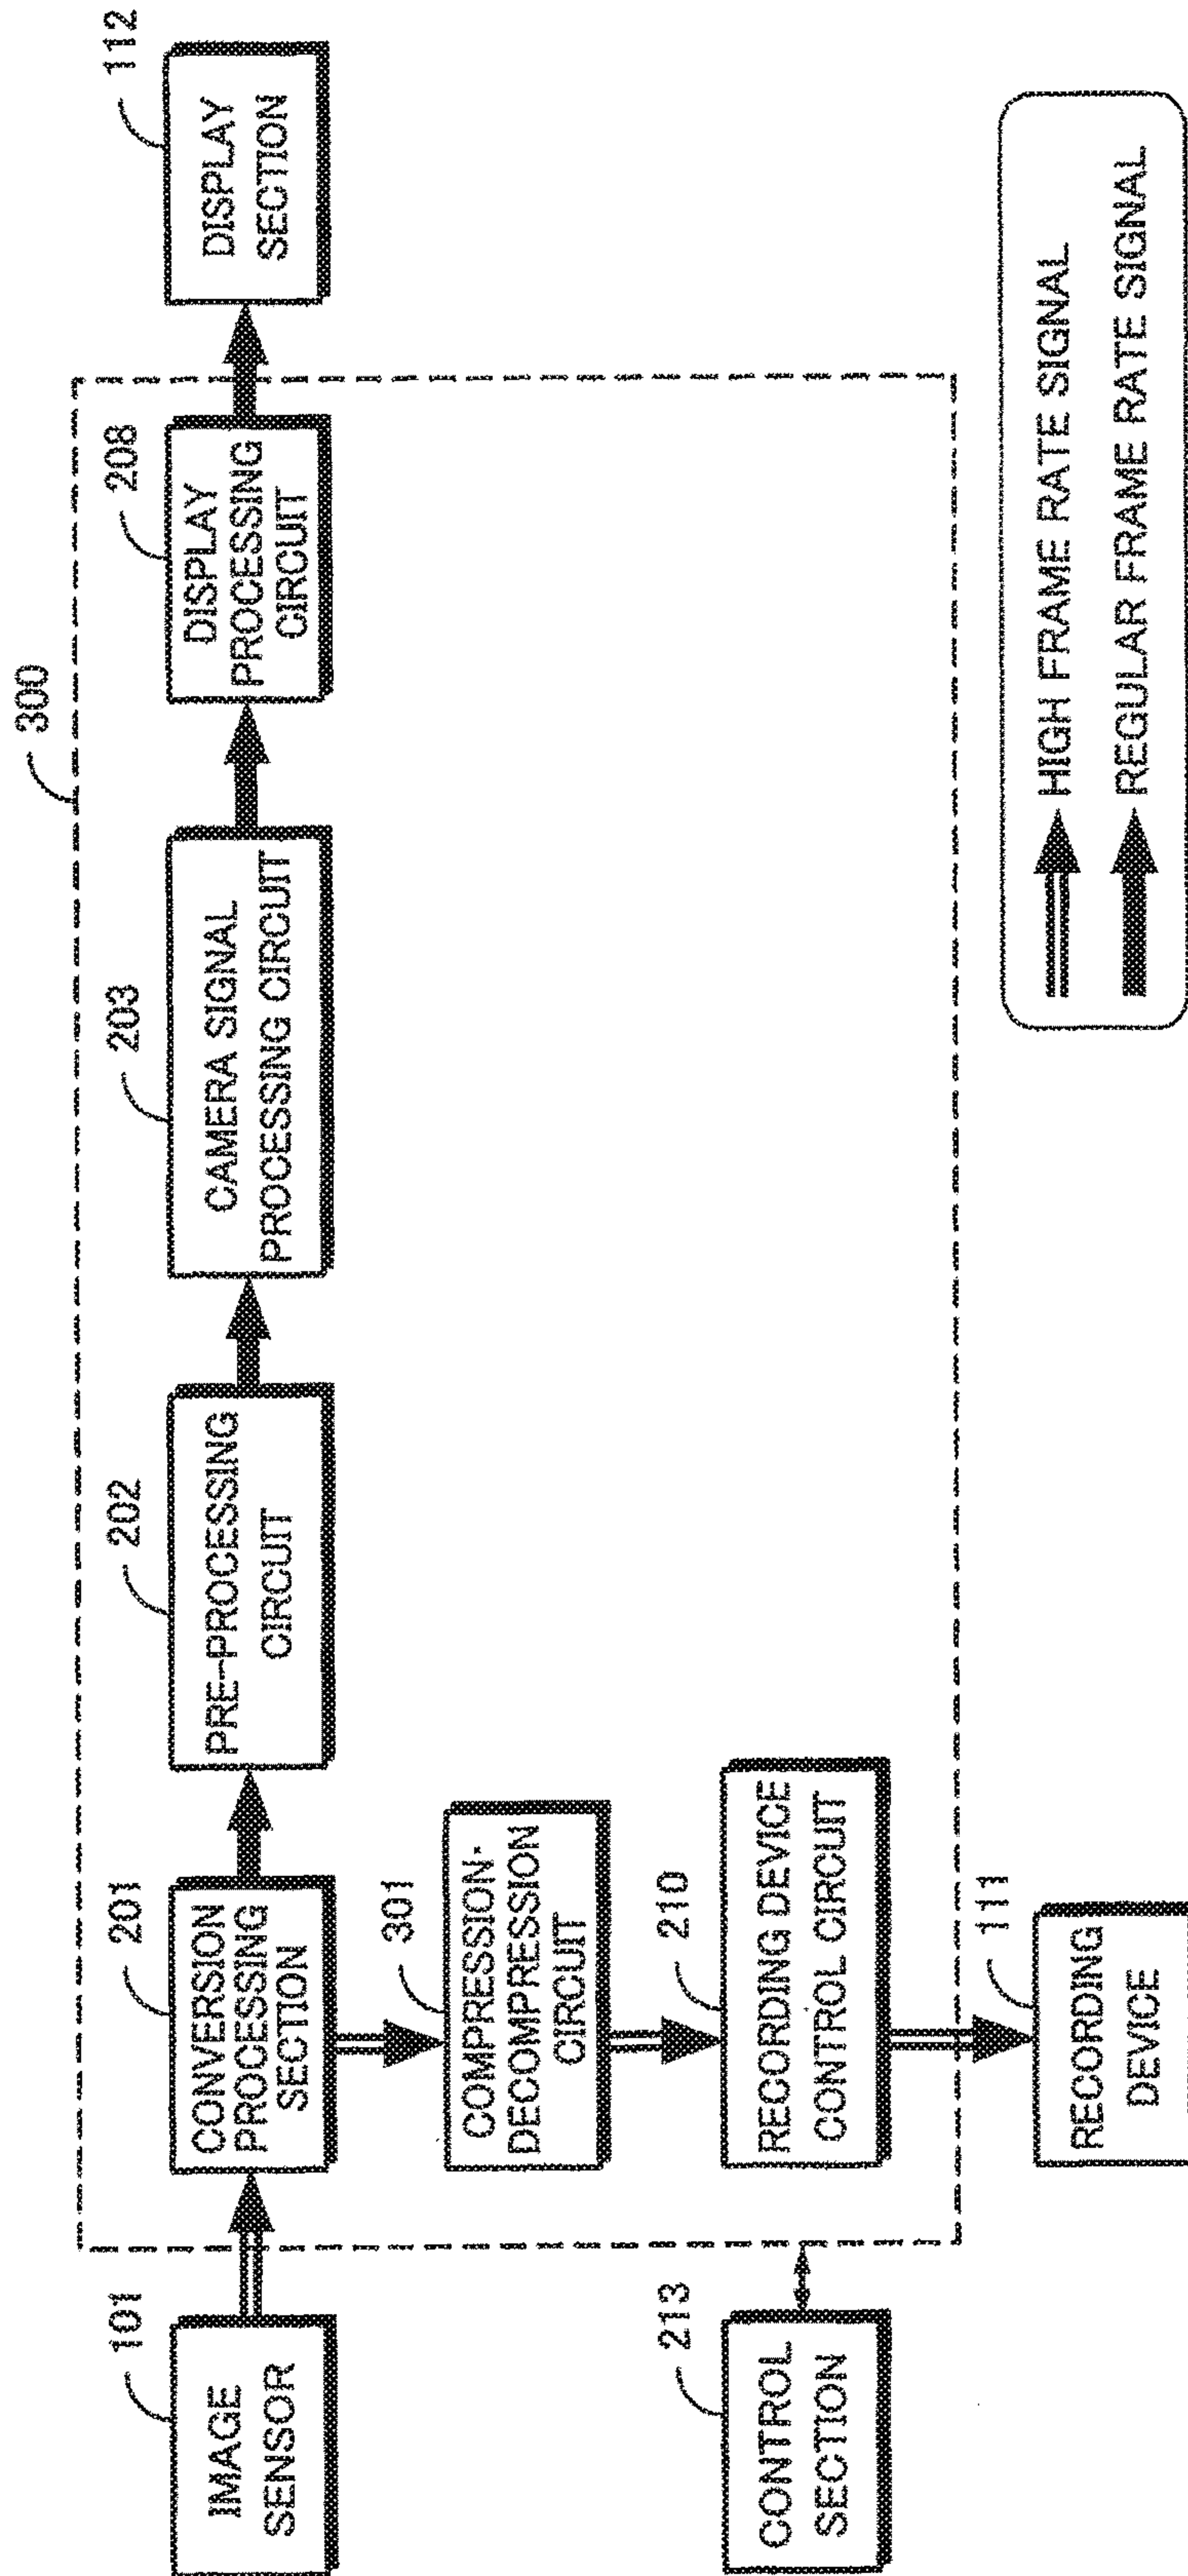 300
101
IMAGE
SENSOR
201
CONVERSION
PROCESSING
SECTION
202
PRE-PROCESSING
CIRCUIT
203
CAMERA SIGNAL
PROCESSING CIRCUIT
208
DISPLAY
PROCESSING
CIRCUIT
112
DISPLAY
SECTION
301
COMPRESSION-
DECOMPRESSION
CIRCUIT
213
CONTROL
SECTION
210
RECORDING DEVICE
CONTROL CIRCUIT
111
RECORDING
DEVICE
HIGH FRAME RATE SIGNAL
REGULAR FRAME RATE SIGNAL